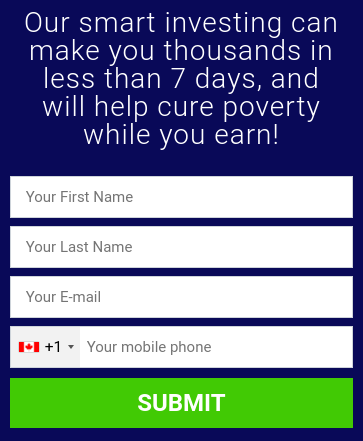 Our smart investing can
make you thousands in
less than 7 days, and
will help cure poverty
while you earn!
Your First Name
Your Last Name
Your E-mail
+1 Your mobile phone
SUBMIT